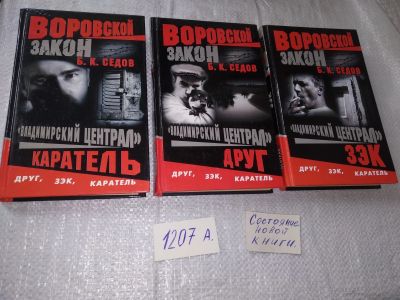 ВОРОВСКОЙ
ЗАКОН
Б. К. СЕДОВ
"ВЛАДИМИРСКИЙ ЦЕНТРАЛ"
КАРАТЕЛЬ
ДРУГ, ЗЭК, КАРАТЕЛЬ
ВОРОВСКОЙ
ЗАКОН
Б. К. СЕДОВ
"ВЛАДИМИРСКИЙ ЦЕНТРАЛ"
ДРУГ
ДРУГ, ЗЭК, КАРАТЕЛЬ
ВОРОВСКОЙ
ЗАКОН
Б. К. СЕДОВ
"ВЛАДИМИРСКИЙ ЦЕНТРАЛ"
ЗЭК
ДРУГ, ЗЭК, КАРАТЕЛЬ
1207 А.
Состояние
новой
книги.